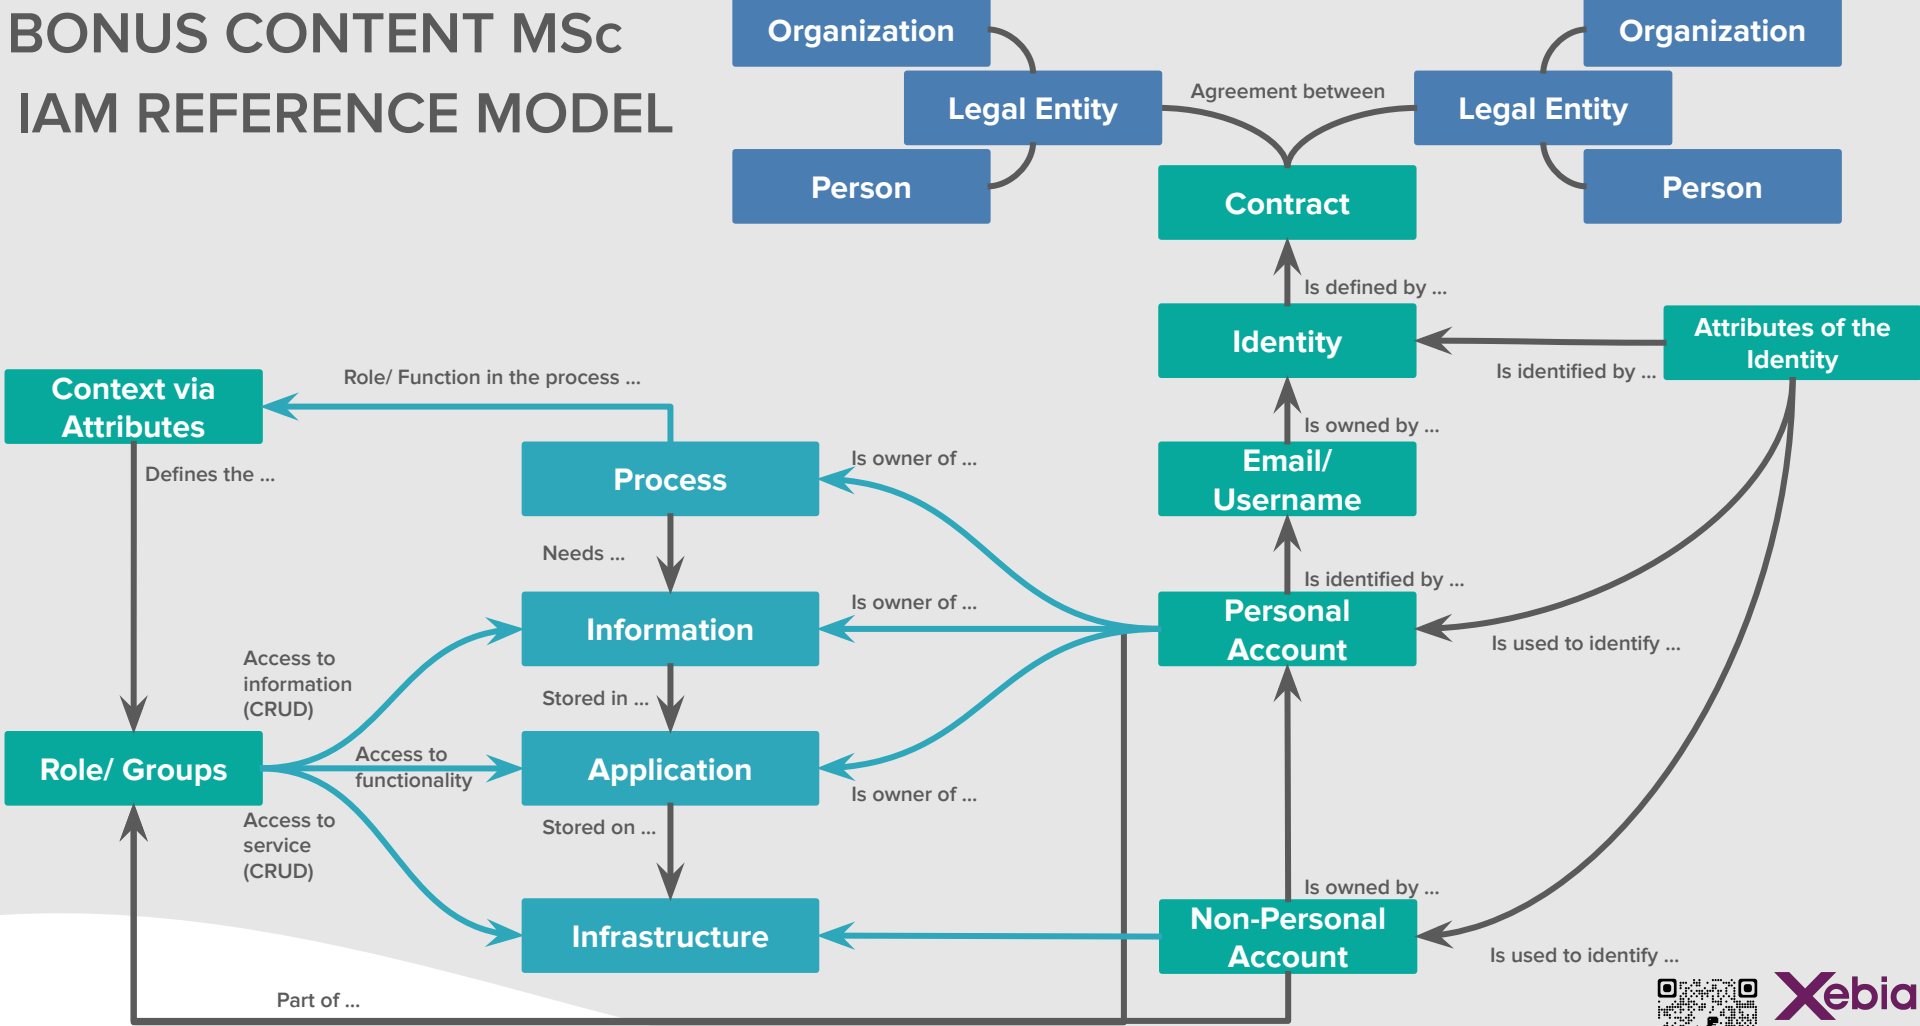 BONUS CONTENT MSc
IAM REFERENCE MODEL
Organization
Organization
Legal Entity
Agreement between
Legal Entity
Person
Contract
Person
Is defined by ...
Identity
Attributes of the
Identity
Is identified by ...
Context via
Attributes
Role/ Function in the process ...
Is owned by ...
Defines the ...
Process
Is owner of ...
Email/
Username
Needs ...
Is identified by ...
Information
Is owner of ...
Personal
Account
Is used to identify ...
Access to
information
(CRUD)
Stored in ...
Role/ Groups
Access to
functionality
Application
Is owner of ...
Access to
service
(CRUD)
Stored on ...
Is owned by ...
Infrastructure
Non-Personal
Account
Is used to identify ...
Part of ...
Xebia